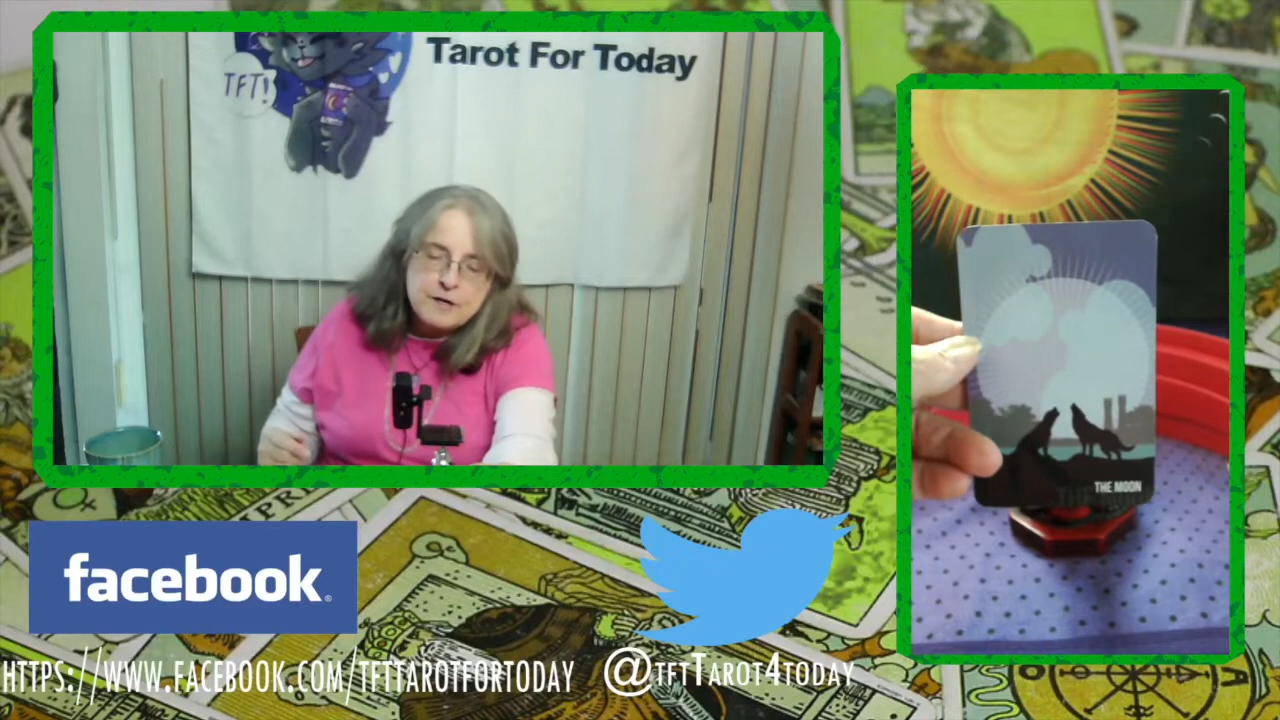 Tarot For Today
TFT!
THE MOON
facebook
HTTPS://WWW.FACEBOOK.COM/TFTTAROTFORTODAY
@TFTTAROT4TODAY